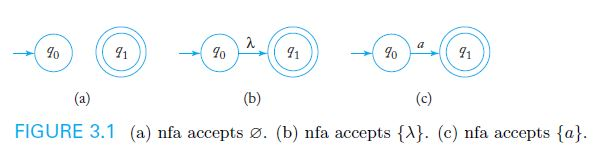 q0 q1 q0 λ q1 q0 a q1
(a) (b) (c)
FIGURE 3.1 (a) nfa accepts ∅. (b) nfa accepts {λ}. (c) nfa accepts {a}.